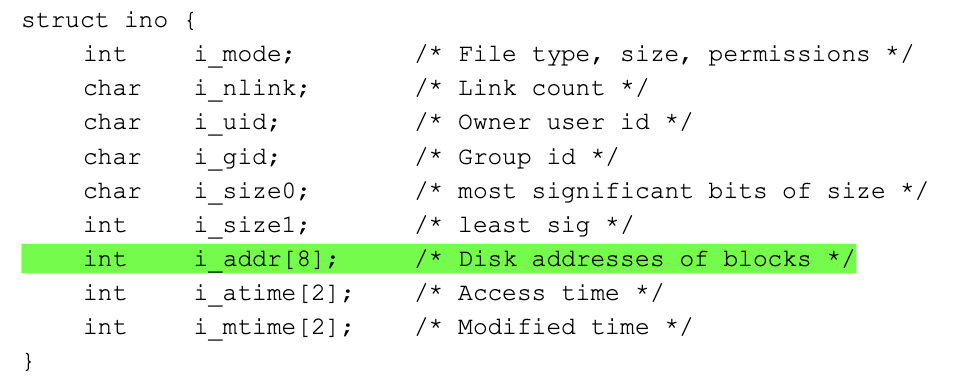 struct ino {
int i_mode; /* File type, size, permissions */
char i_nlink; /* Link count */
char i_uid; /* Owner user id */
char i_gid; /* Group id */
char i_size0; /* most significant bits of size */
int i_size1; /* least sig */
int i_addr[8]; /* Disk addresses of blocks */
int i_atime[2]; /* Access time */
int i_mtime[2]; /* Modified time */
}